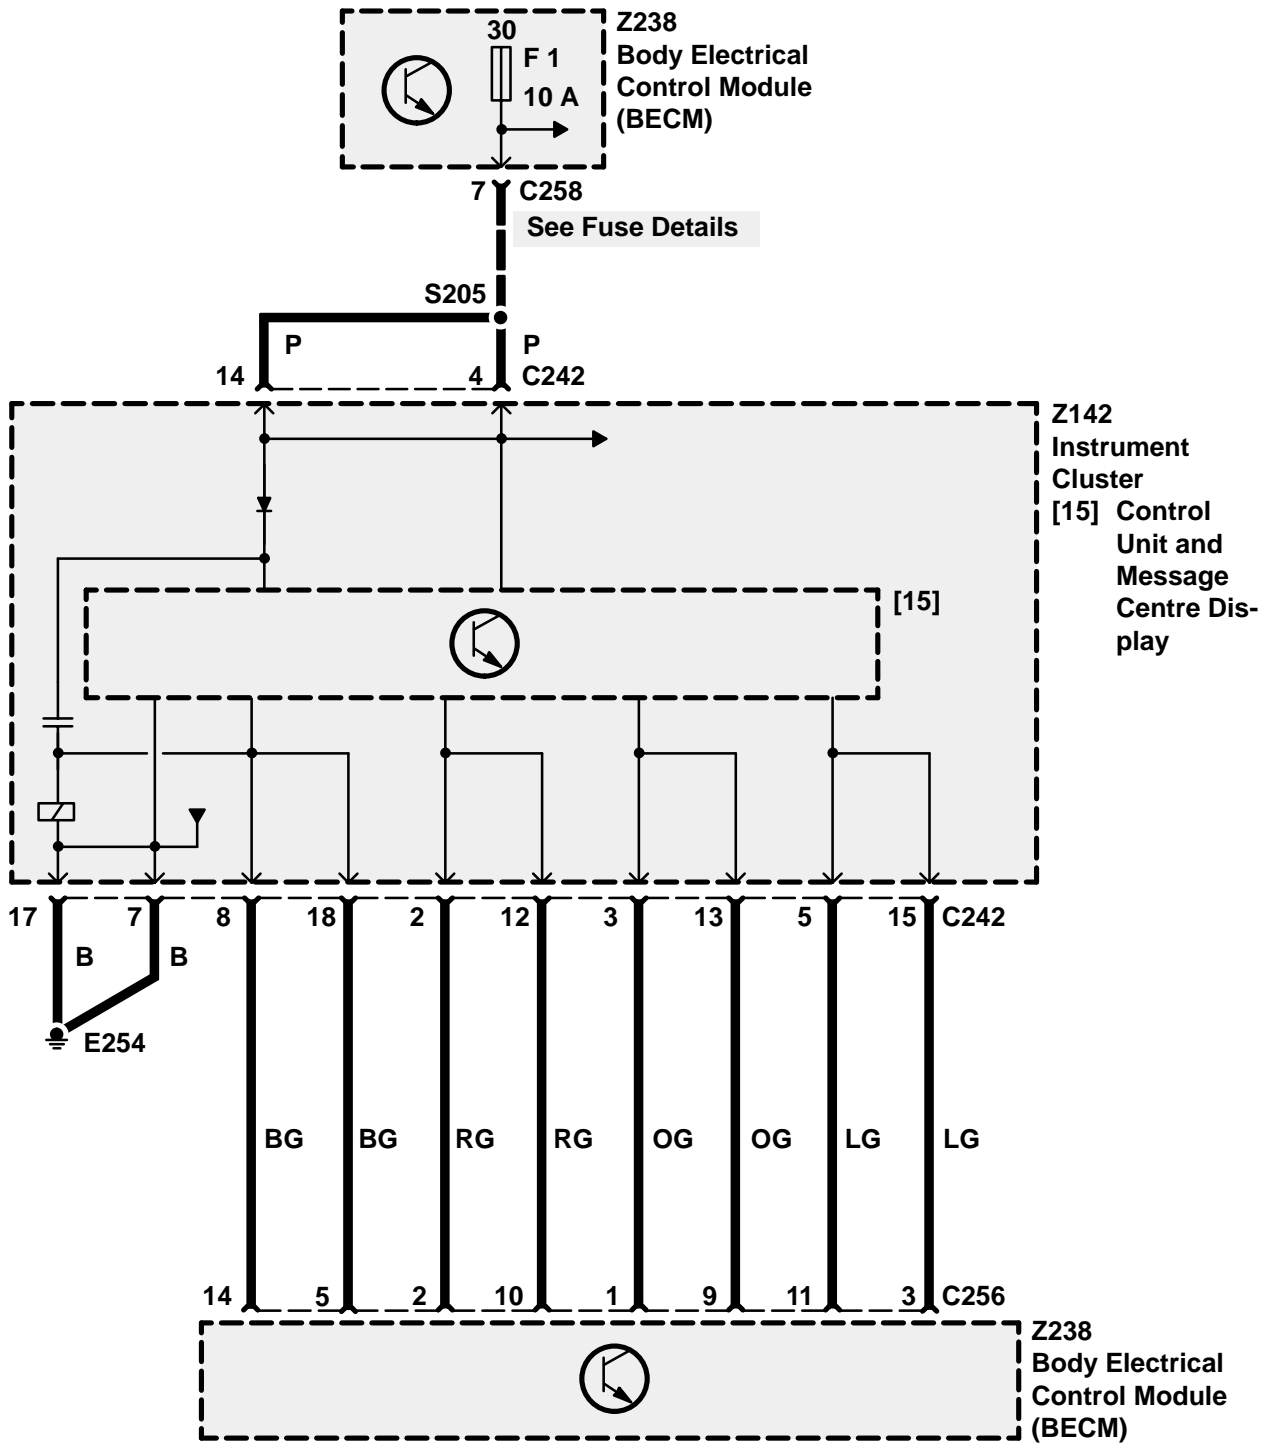 30
F 1
10 A
Z238
Body Electrical
Control Module
(BECM)
7 C258
See Fuse Details
S205
P P
14 4 C242
Z142
Instrument
Cluster
[15] Control
Unit and
Message
Centre Dis-
play
[15]
17 7 8 18 2 12 3 13 5 15 C242
B B
E254
BG BG RG RG OG OG LG LG
14 5 2 10 1 9 11 3 C256
Z238
Body Electrical
Control Module
(BECM)